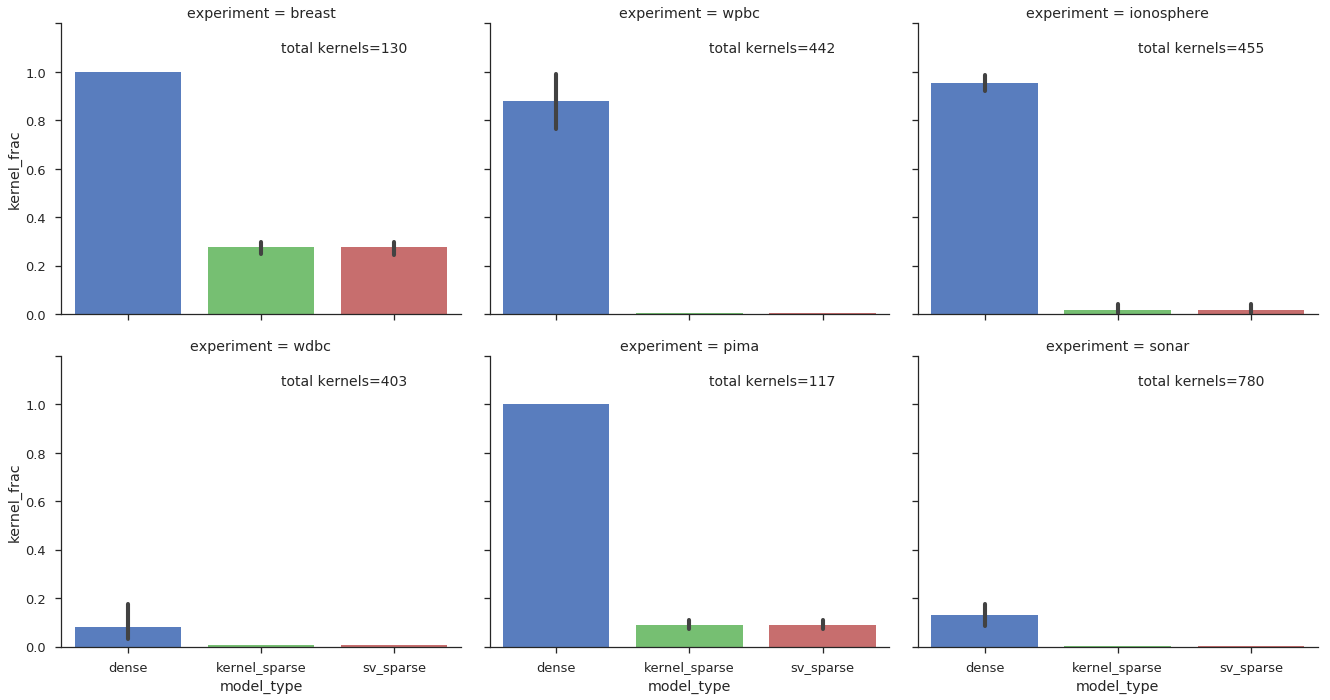 experiment = breast
experiment = wpbc
experiment = ionosphere
total kernels=130
total kernels=442
total kernels=455
kernel_frac
1.0
0.8
0.6
0.4
0.2
0.0
experiment = wdbc
experiment = pima
experiment = sonar
total kernels=403
total kernels=117
total kernels=780
kernel_frac
1.0
0.8
0.6
0.4
0.2
0.0
dense kernel_sparse sv_sparse
dense kernel_sparse sv_sparse
dense kernel_sparse sv_sparse
model_type
model_type
model_type